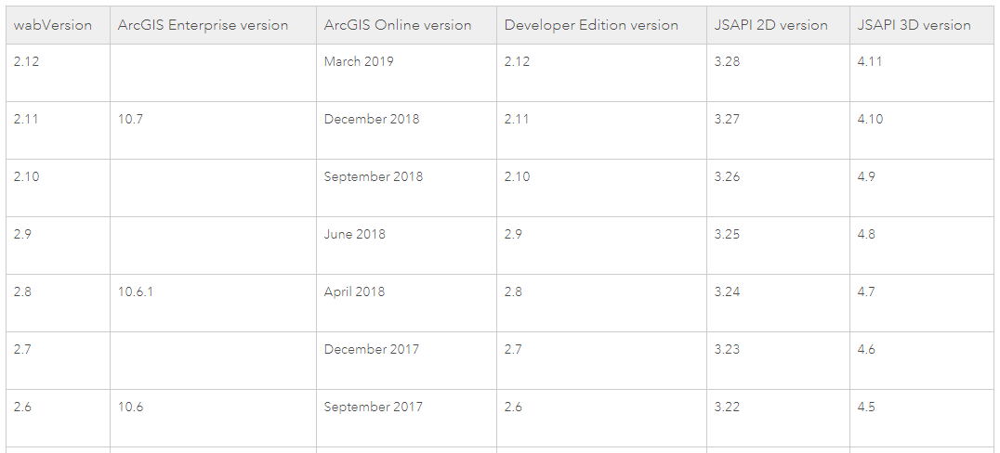 wabVersion ArcGIS Enterprise version ArcGIS Online version Developer Edition version JSAPI 2D version JSAPI 3D version
2.12 March 2019 2.12 3.28 4.11
2.11 10.7 December 2018 2.11 3.27 4.10
2.10 September 2018 2.10 3.26 4.9
2.9 June 2018 2.9 3.25 4.8
2.8 10.6.1 April 2018 2.8 3.24 4.7
2.7 December 2017 2.7 3.23 4.6
2.6 10.6 September 2017 2.6 3.22 4.5